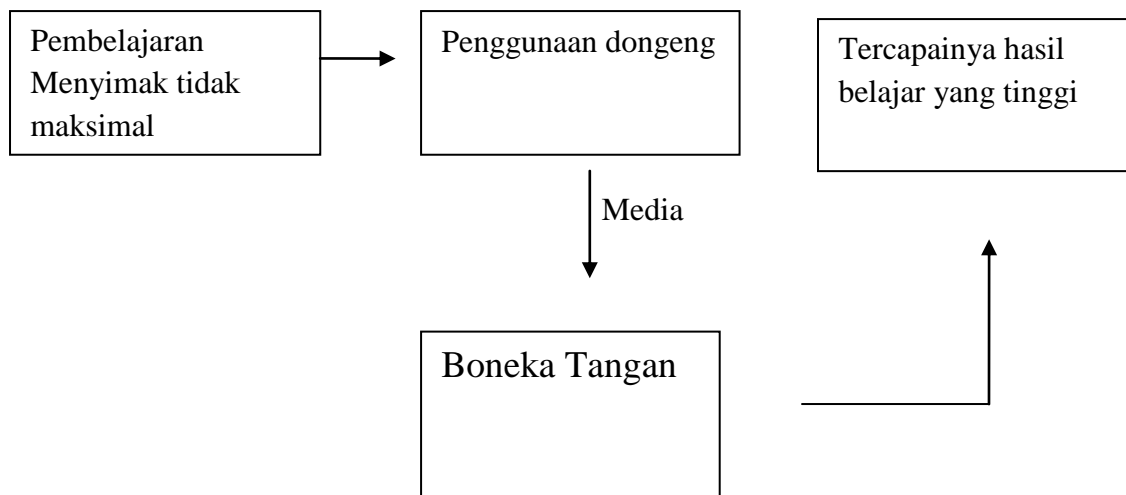 Pembelajaran
Menyimak tidak
maksimal
Penggunaan dongeng
Tercapainya hasil
belajar yang tinggi
Media
Boneka Tangan